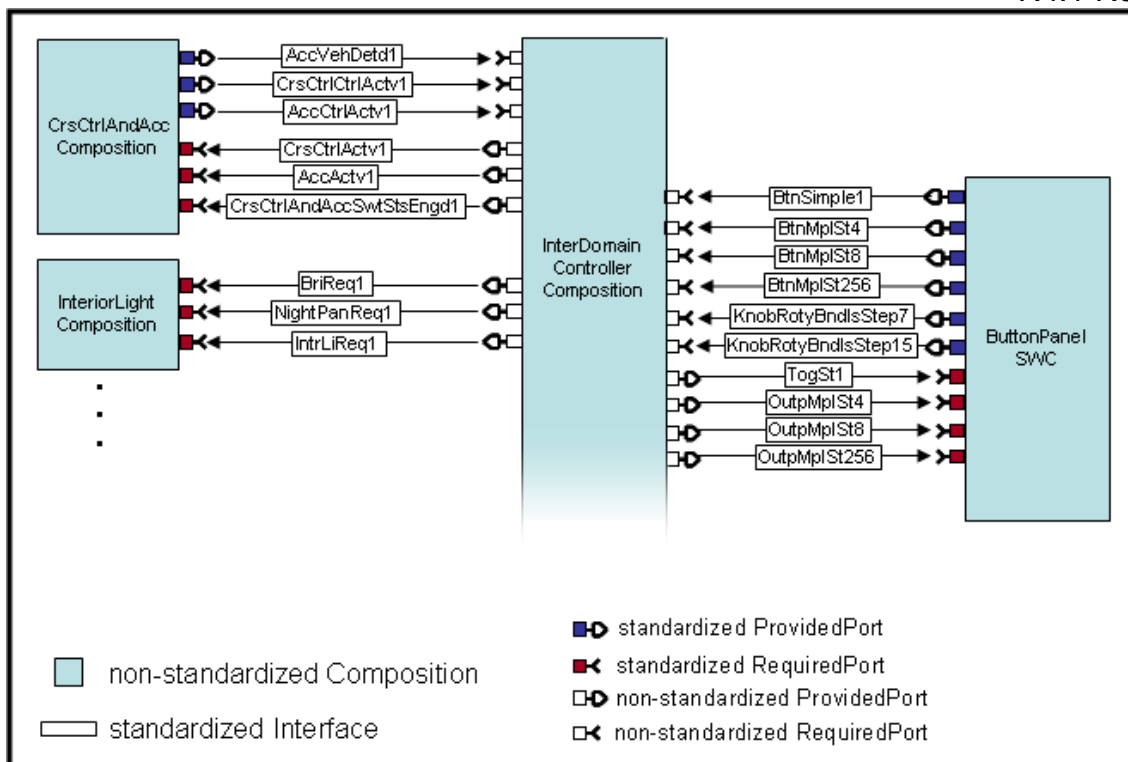 CrsCtrlAndAcc
Composition
AccVehDetd1
CrsCtrlCtrlActv1
AccCtrlActv1
CrsCtrlActv1
AccActv1
CrsCtrlAndAccSwtStsEngd1
InteriorLight
Composition
BriReq1
NightPanReq1
IntrLiReq1
InterDomain
Controller
Composition
BtnSimple1
BtnMplSt4
BtnMplSt8
BtnMplSt256
KnobRotyBndlsStep7
KnobRotyBndlsStep15
TogSt1
OutpMplSt4
OutpMplSt8
OutpMplSt256
ButtonPanel
SWC
non-standardized Composition
standardized Interface
standardized ProvidedPort
standardized RequiredPort
non-standardized ProvidedPort
non-standardized RequiredPort